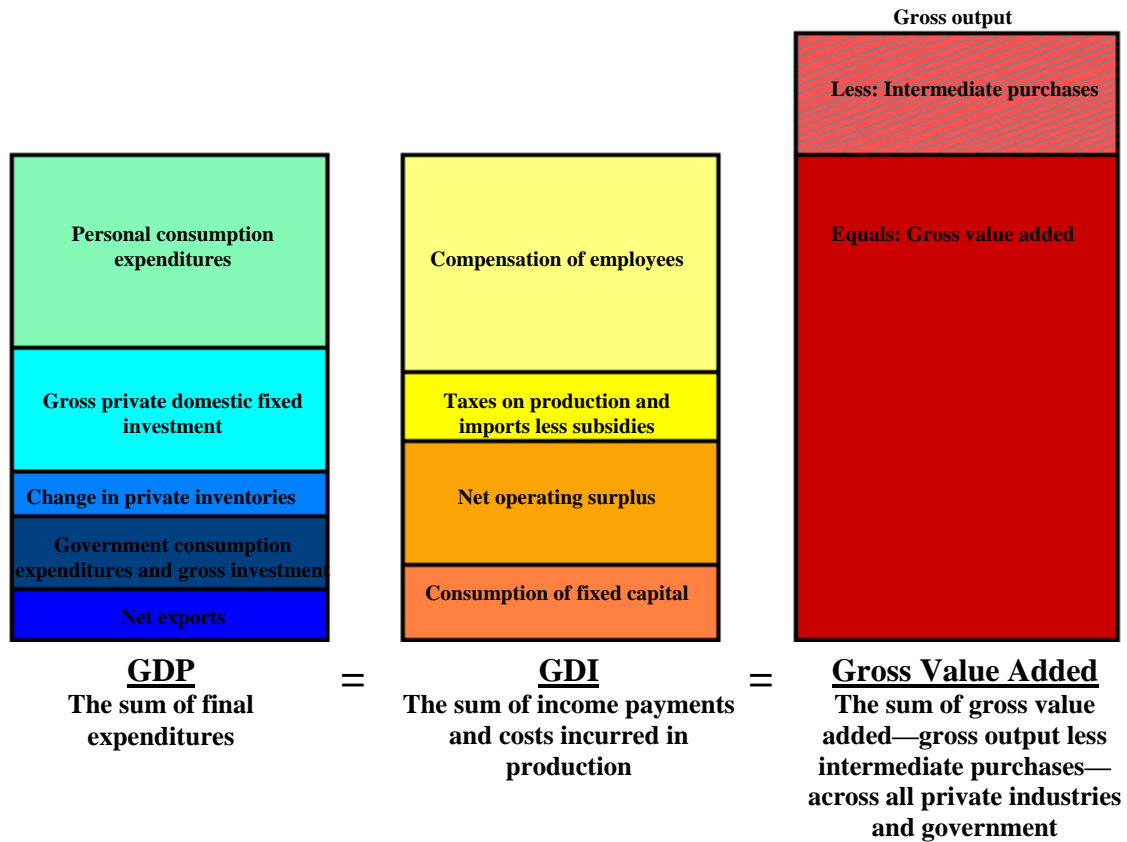 Gross output
Less: Intermediate purchases
Personal consumption
expenditures
Gross private domestic fixed
investment
Change in private inventories
Government consumption
expenditures and gross investment
Net exports
Compensation of employees
Taxes on production and
imports less subsidies
Net operating surplus
Consumption of fixed capital
Equals: Gross value added
GDP
The sum of final
expenditures
=
GDI
The sum of income payments
and costs incurred in
production
=
Gross Value Added
The sum of gross value
added—gross output less
intermediate purchases—
across all private industries
and government